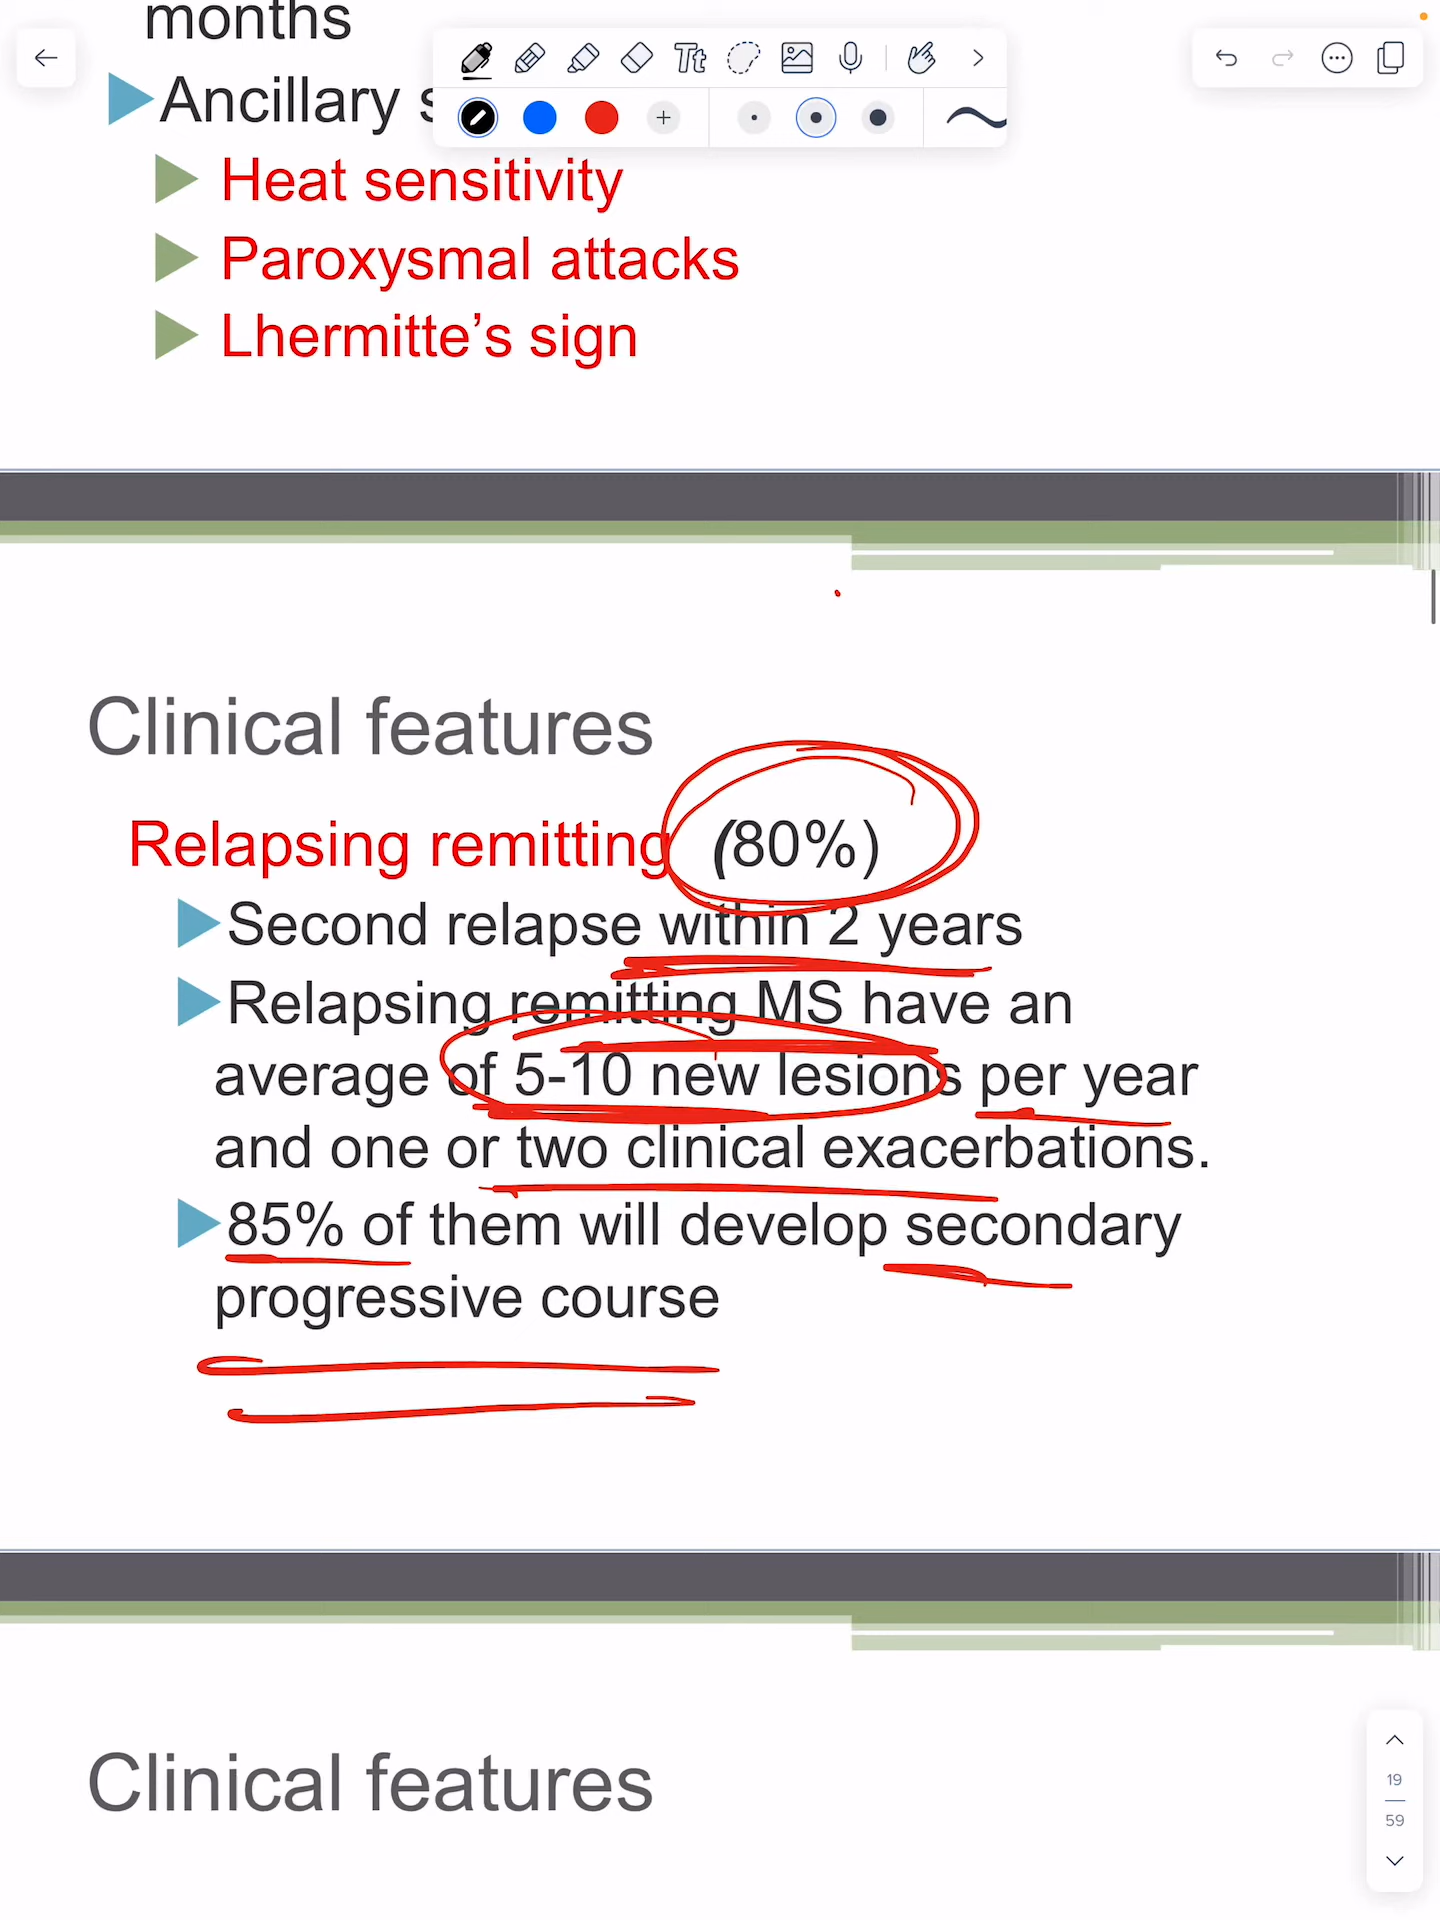 months
Ancillary s
Tt
Heat sensitivity
Paroxysmal attacks
Lhermitte’s sign
Clinical features
Relapsing remitting (80%)
Second relapse within 2 years
Relapsing remitting MS have an
average of 5-10 new lesions per year
and one or two clinical exacerbations.
85% of them will develop secondary
progressive course
Clinical features
19
59